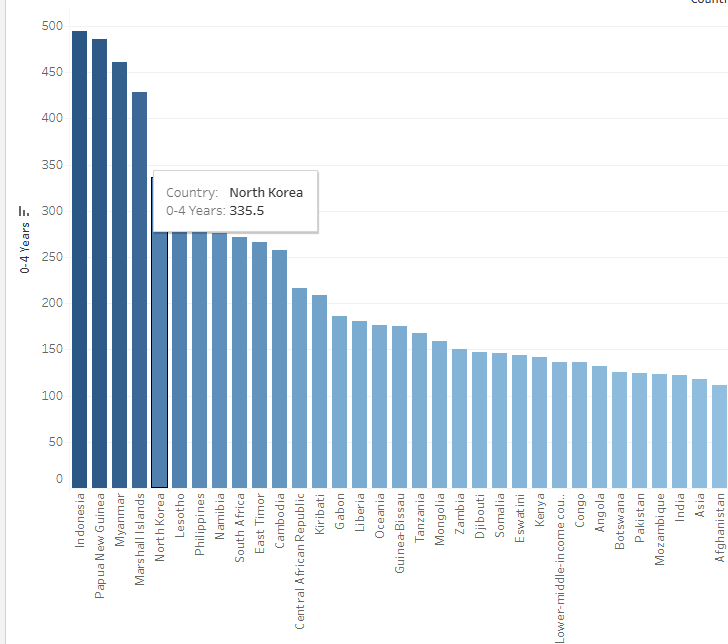 500
450
400
350
300
250
200
150
100
50
0
0-4 Years
Country: North Korea
0-4 Years: 335.5
Indonesia
Papua New Guinea
Myanmar
Marshall Islands
North Korea
Lesotho
Philippines
Namibia
South Africa
East Timor
Cambodia
Central African Republic
Kiribati
Gabon
Liberia
Oceania
Guinea-Bissau
Tanzania
Mongolia
Zambia
Djibouti
Somalia
Eswatini
Kenya
Lower-middle-income cou..
Congo
Angola
Botswana
Pakistan
Mozambique
India
Asia
Afghanistan